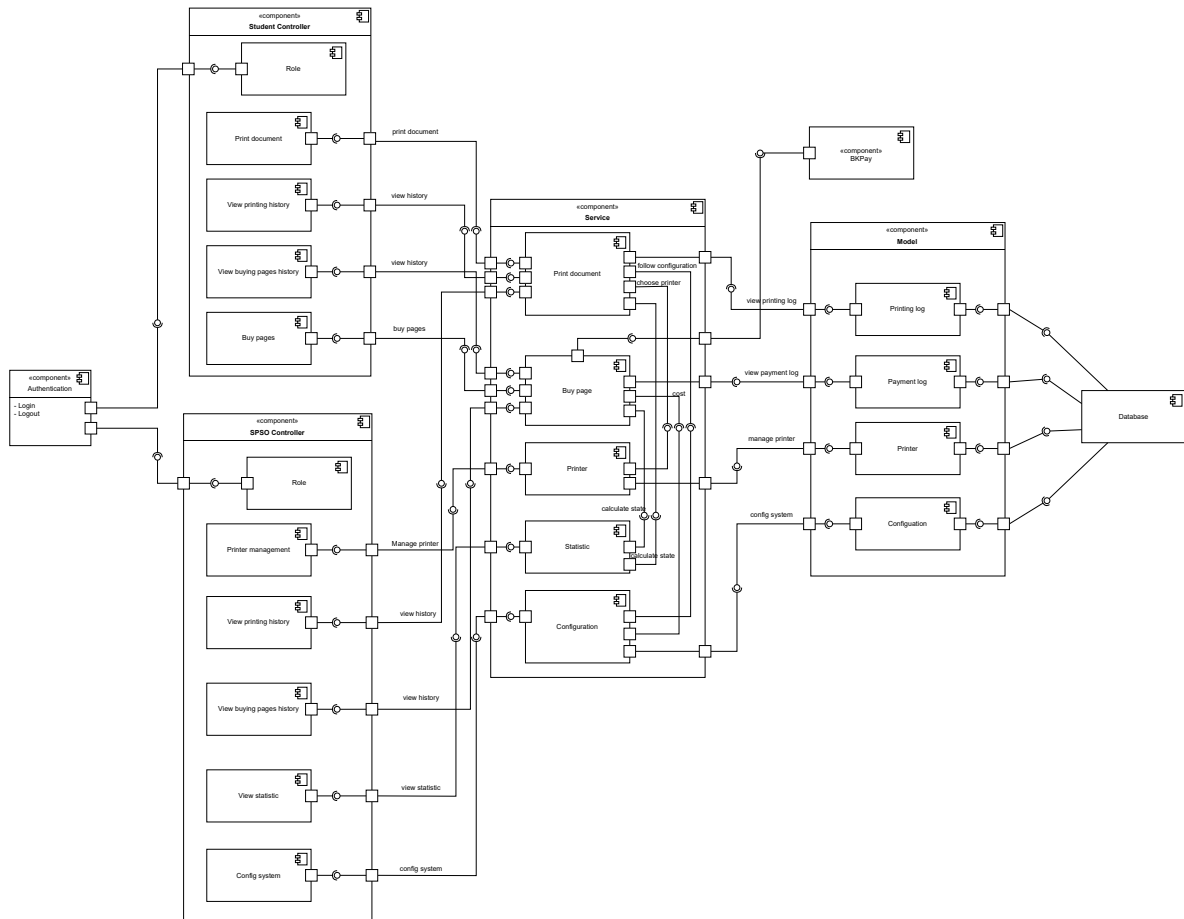 «component»
Student Controller
Role
Print document
View printing history
View buying pages history
Buy pages
print document
view history
view history
buy pages
«component»
Authentication
- Login
- Logout
«component»
SPSO Controller
Role
Printer management
View printing history
View buying pages history
View statistic
Config system
Manage printer
view history
view history
view statistic
config system
«component»
Service
Print document
follow configuration
choose printer
Buy page
cost
Printer
calculate state
Statistic
calculate state
Configuration
«component»
BKPay
view printing log
view payment log
manage printer
config system
«component»
Model
Printing log
Payment log
Printer
Configuation
Database